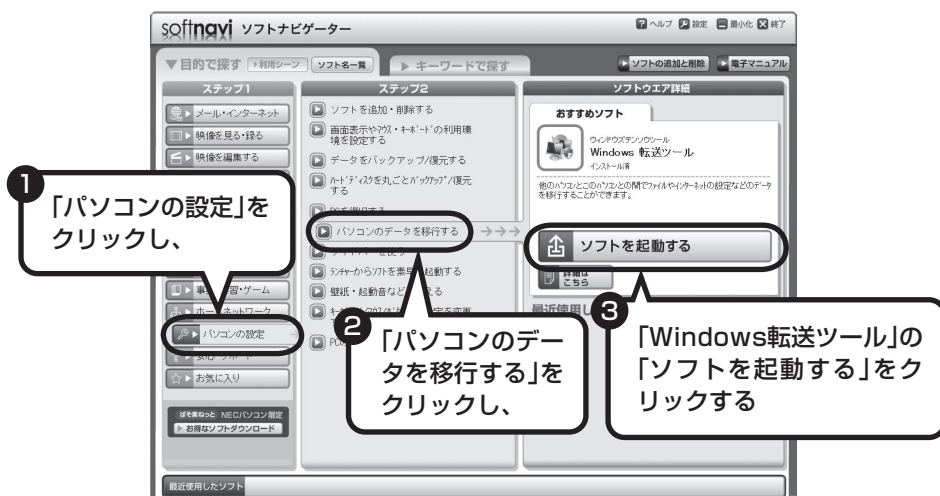 softnavi ソフトナビゲーター
ヘルプ 設定 最小化 終了
▼目的で探す ▶利用シーン ソフト名一覧 ▶ キーワードで探す
▶ソフトの追加と削除 ▶電子マニュアル
ステップ1
メール・インターネット
映像を見る・録る
映像を編集する
ホームネットワーク
パソコンの設定
お気に入り
ぱそ楽ねっと NECパソコン限定
▶お得なソフトダウンロード
ステップ2
ソフトを追加・削除する
画面表示やマウス・キーボードの利用環
境を設定する
データをバックアップ/復元する
ハードディスクを丸ごとバックアップ/復元
する
パソコンのデータを移行する →→→
ランチャーからソフトを素早く起動する
壁紙・起動音など
ソフトウエア詳細
おすすめソフト
ウィンドウズテンソウツール
Windows 転送ツール
インストール済
他のパソコンとこのパソコンとの間でファイルやインターネットの設定などのデータ
を移行することができます。
ソフトを起動する
詳細は
こちら
最近使用し
最近使用したソフト
1
「パソコンの設定」を
クリックし、
2
「パソコンのデー
タを移行する」を
クリックし、
3
「Windows転送ツール」の
「ソフトを起動する」をク
リックする